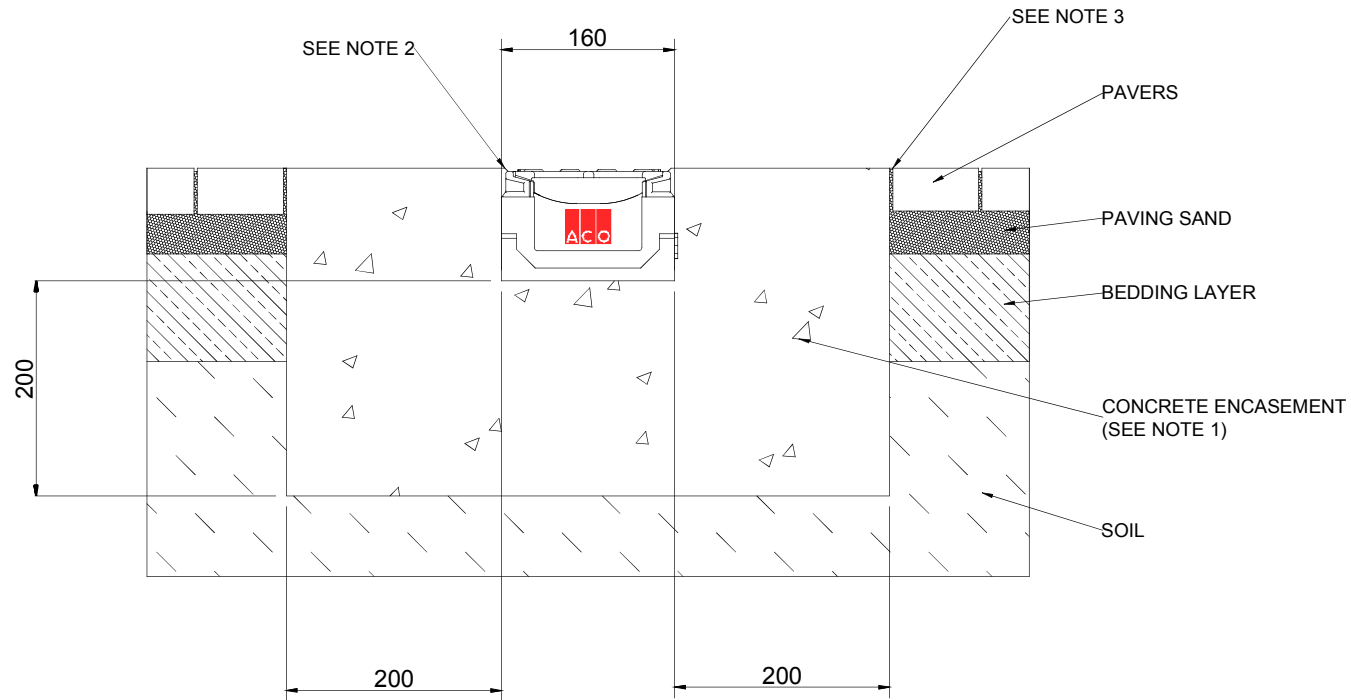 SEE NOTE 3
160
SEE NOTE 2
PAVERS
ACO
PAVING SAND
BEDDING LAYER
200
CONCRETE ENCASEMENT
(SEE NOTE 1)
SOIL
200
200